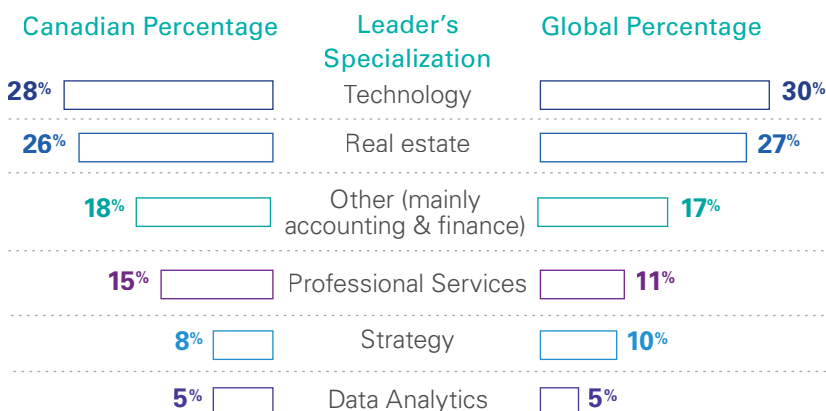 Canadian Percentage
Leader's
Specialization
Global Percentage
28%
Technology
30%
26%
Real estate
27%
18%
Other (mainly
accounting & finance)
17%
15%
Professional Services
11%
8%
Strategy
10%
5%
Data Analytics
5%